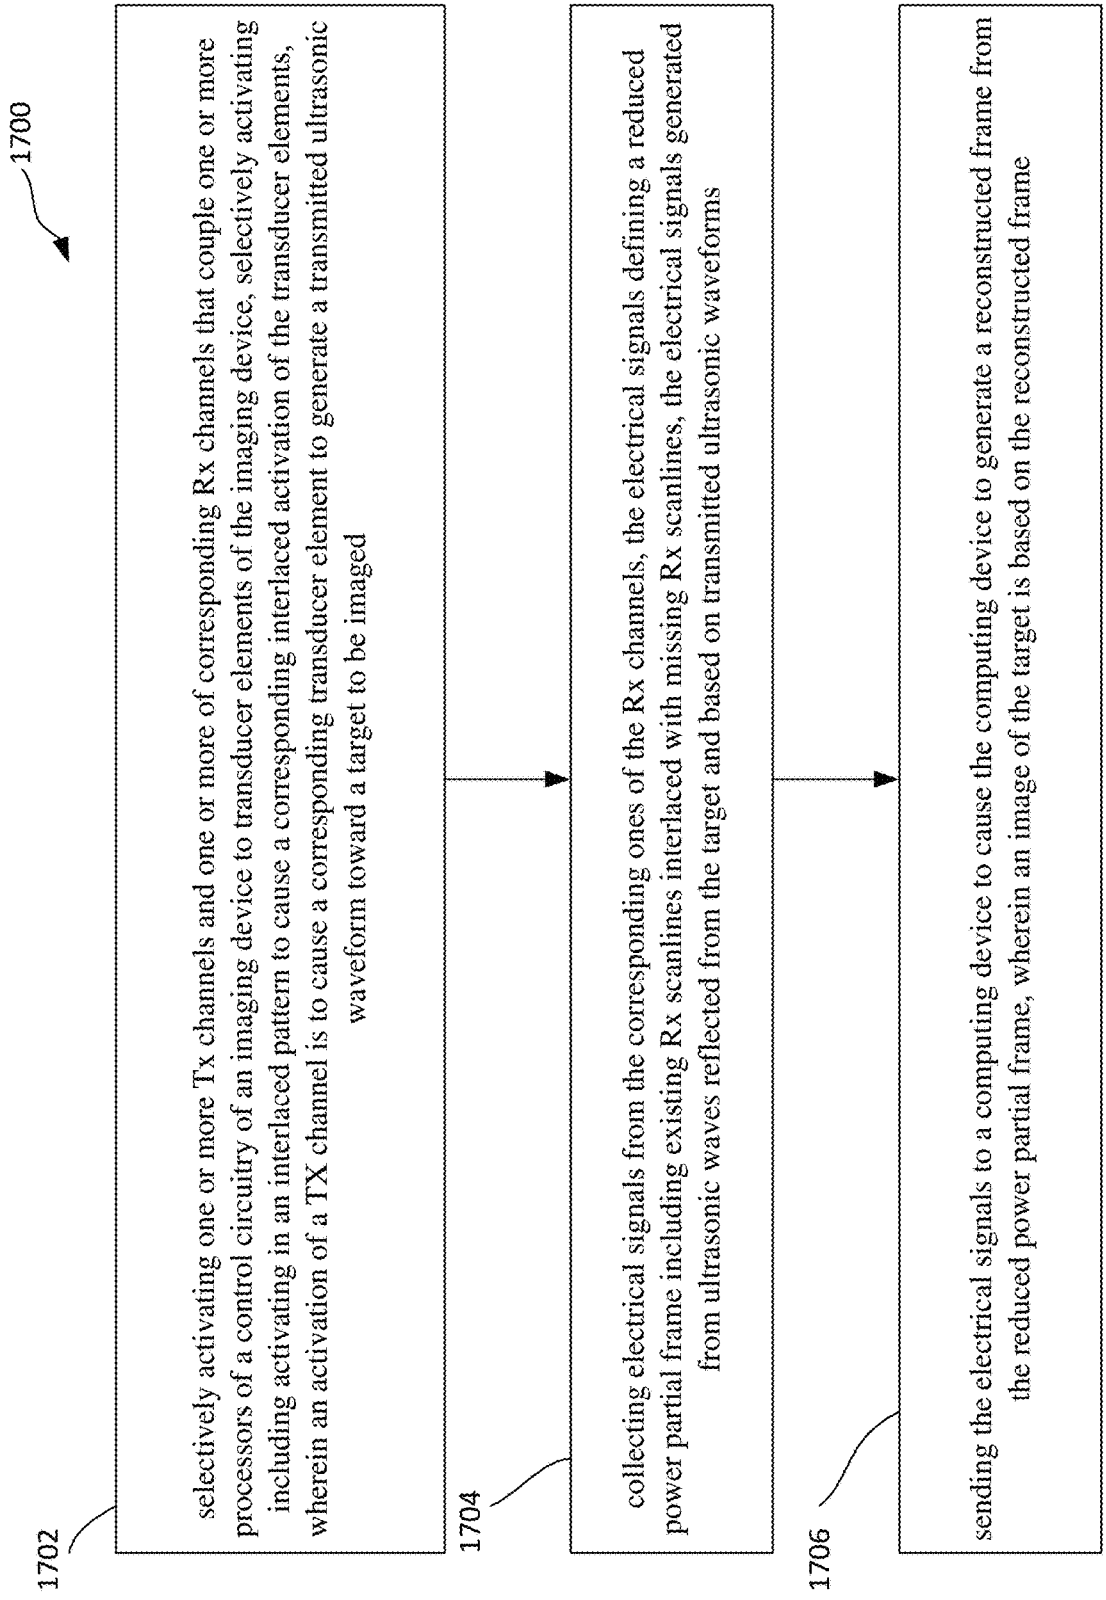 1700
1702
selectively activating one or more Tx channels and one or more of corresponding Rx channels that couple one or more
processors of a control circuitry of an imaging device to transducer elements of the imaging device, selectively activating
including activating in an interlaced pattern to cause a corresponding interlaced activation of the transducer elements,
wherein an activation of a TX channel is to cause a corresponding transducer element to generate a transmitted ultrasonic
waveform toward a target to be imaged
1704
collecting electrical signals from the corresponding ones of the Rx channels, the electrical signals defining a reduced
power partial frame including existing Rx scanlines interlaced with missing Rx scanlines, the electrical signals generated
from ultrasonic waves reflected from the target and based on transmitted ultrasonic waveforms
1706
sending the electrical signals to a computing device to cause the computing device to generate a reconstructed frame from
the reduced power partial frame, wherein an image of the target is based on the reconstructed frame